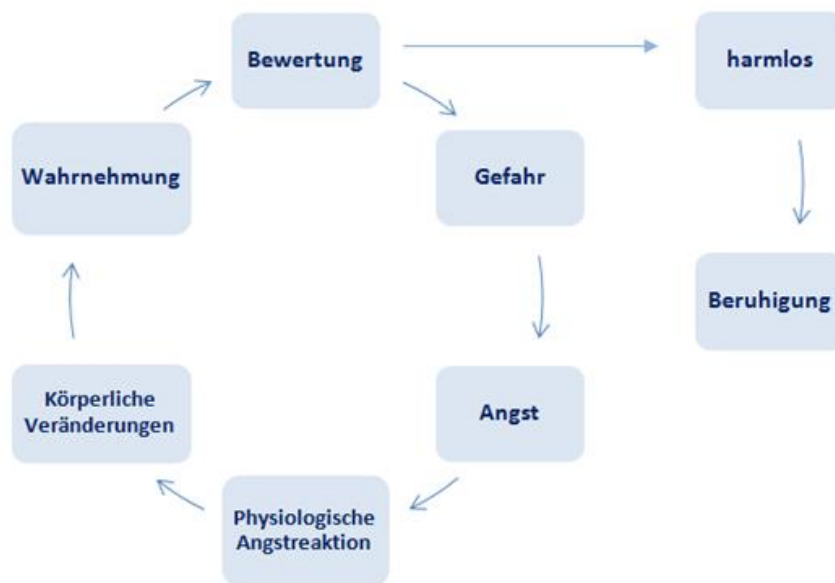 Bewertung
harmlos
Wahrnehmung
Gefahr
Beruhigung
Körperliche
Veränderungen
Angst
Physiologische
Angstreaktion